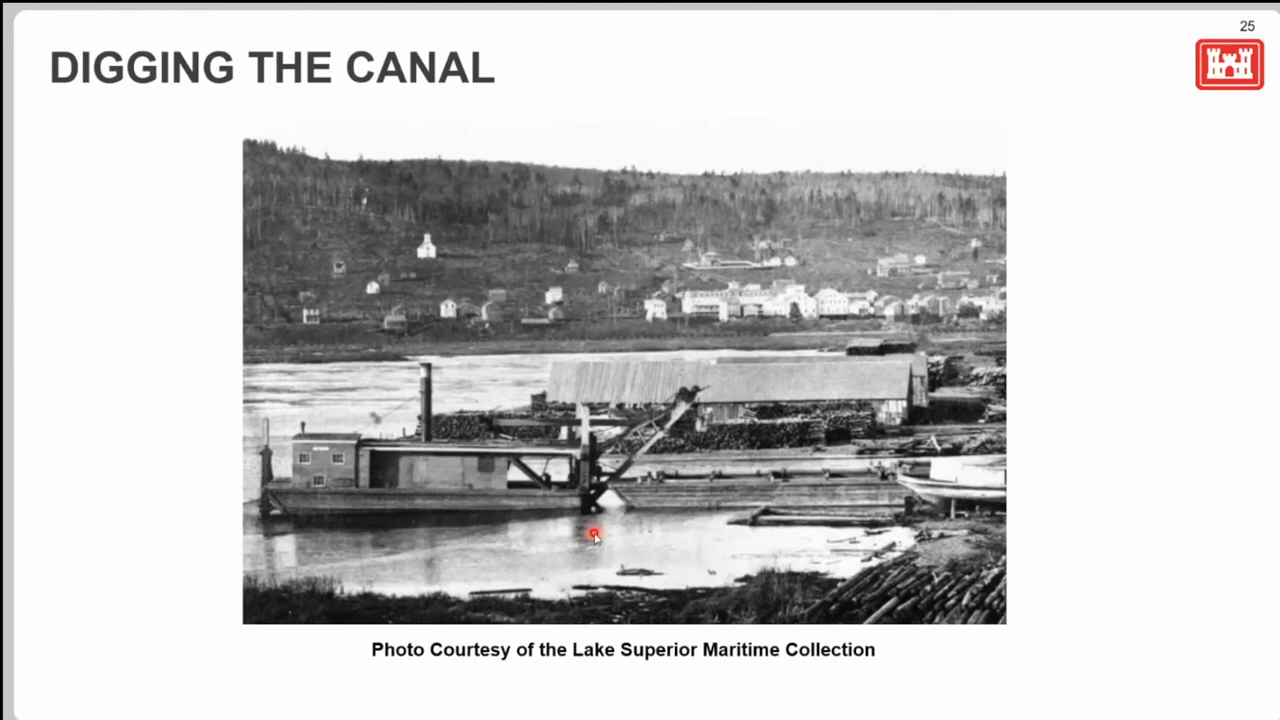 25
DIGGING THE CANAL
Photo Courtesy of the Lake Superior Maritime Collection